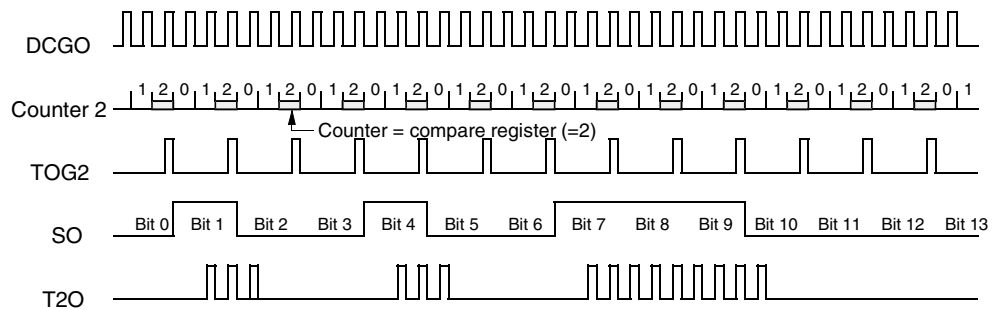 DCGO
1 2 0 1 2 0 1 2 0 1 2 0 1 2 0 1 2 0 1 2 0 1 2 0 1 2 0 1 2 0 1 2 0 1 2 0 1 2 0 1
Counter 2
Counter = compare register (=2)
TOG2
SO Bit 0 Bit 1 Bit 2 Bit 3 Bit 4 Bit 5 Bit 6 Bit 7 Bit 8 Bit 9 Bit 10 Bit 11 Bit 12 Bit 13
T2O